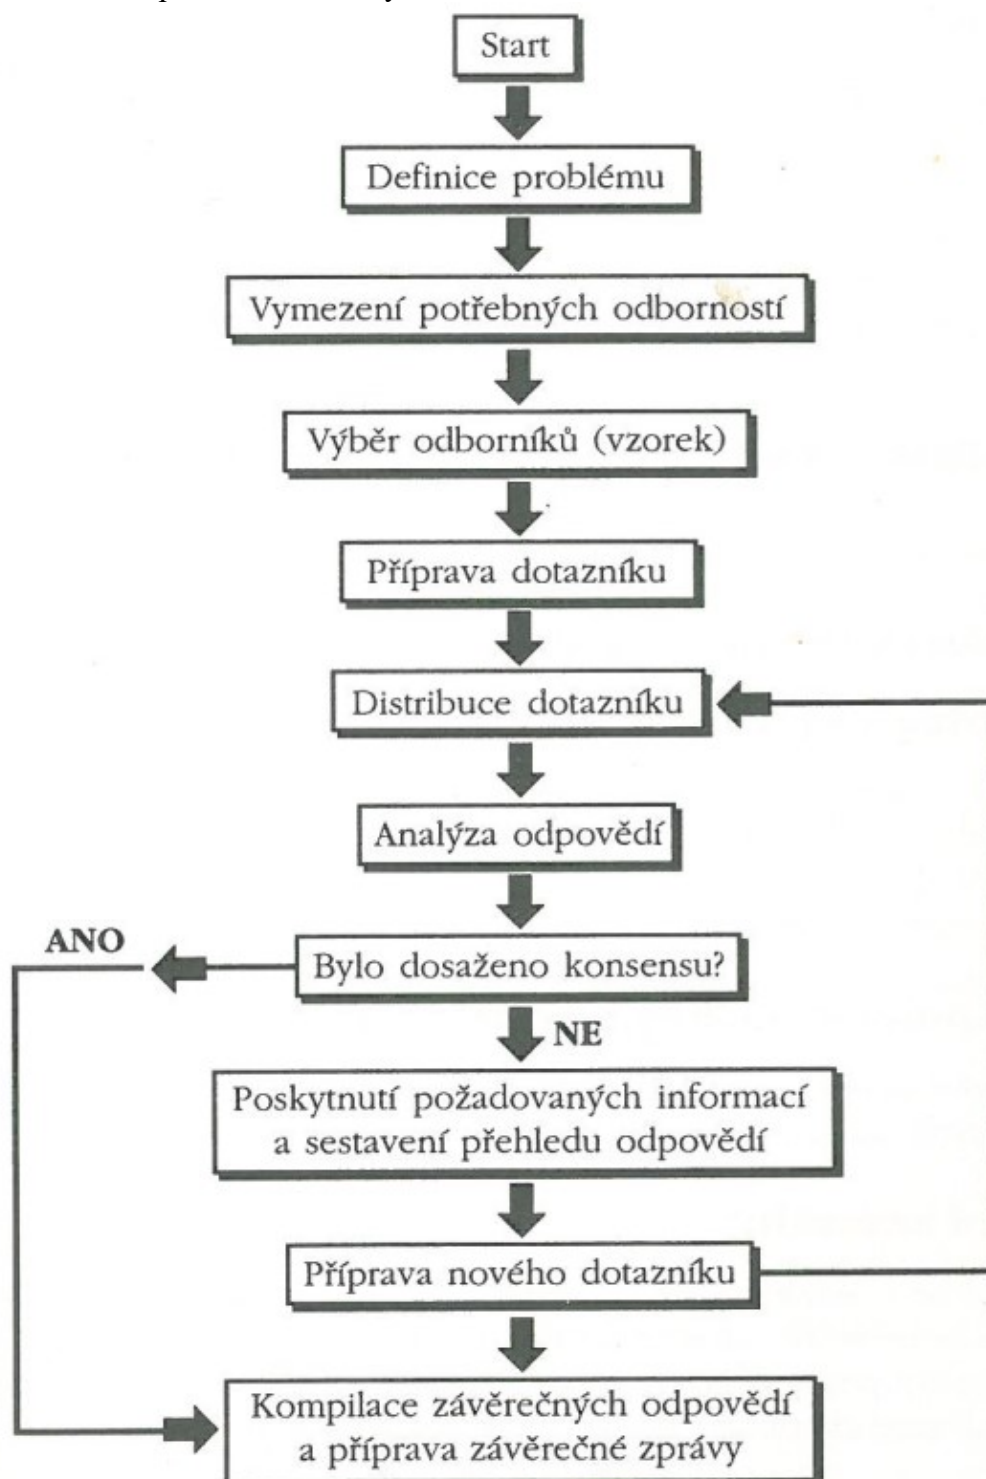 Start
Definice problému
Vymezení potřebných odborností
Výběr odborníků (vzorek)
Příprava dotazníku
Distribuce dotazníku
Analýza odpovědí
ANO
Bylo dosaženo konsensu?
NE
Poskytnutí požadovaných informací
a sestavení přehledu odpovědí
Příprava nového dotazníku
Kompilace závěrečných odpovědí
a příprava závěrečné zprávy